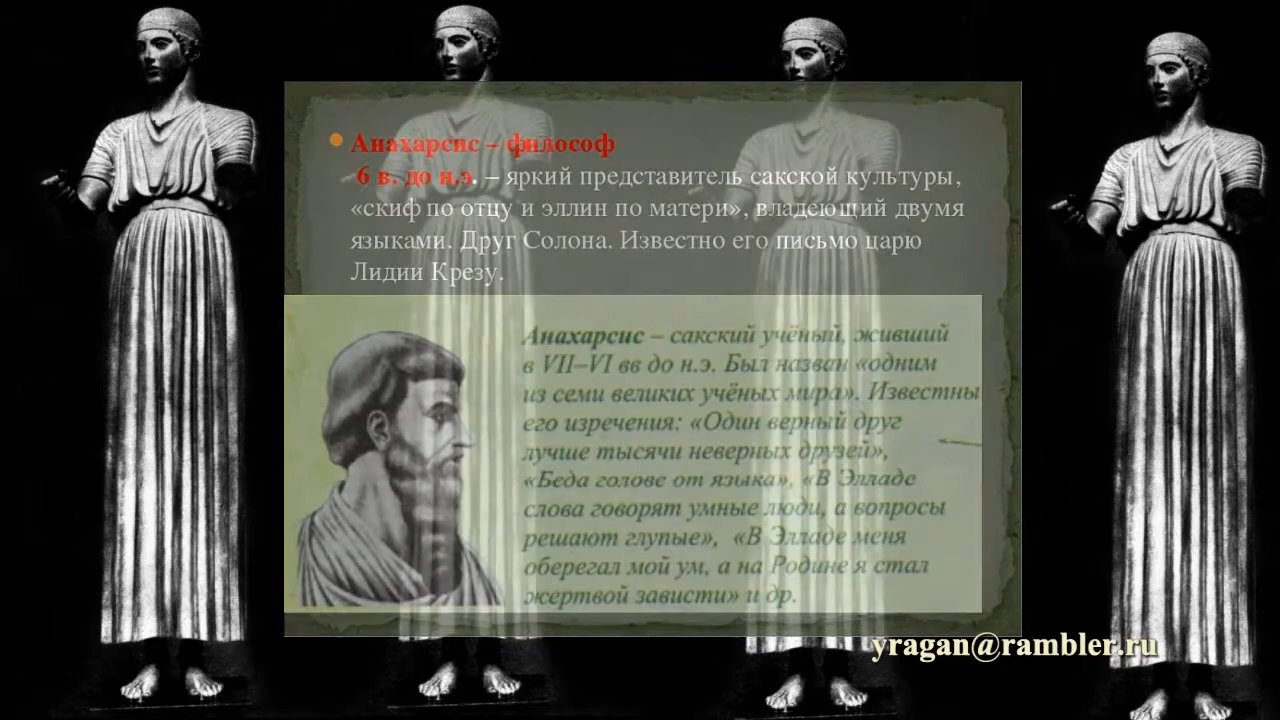 Анахарсис – философ
6 в. до н.э. – яркий представитель сакской культуры,
«скиф по отцу и эллин по матери», владеющий двумя
языками. Друг Солона. Известно его письмо царю
Лидии Крезу.
Анахарсис – сакский учёный, живший
в VII–VI вв до н.э. Был назван «одним
из семи великих учёных мира». Известны
его изречения: «Один верный друг
лучше тысячи неверных друзей»,
«Беда голове от языка», «В Элладе
слова говорят умные люди, а вопросы
решают глупые», «В Элладе меня
оберегал мой ум, а на Родине я стал
жертвой зависти» и др.
yragan@rambler.ru